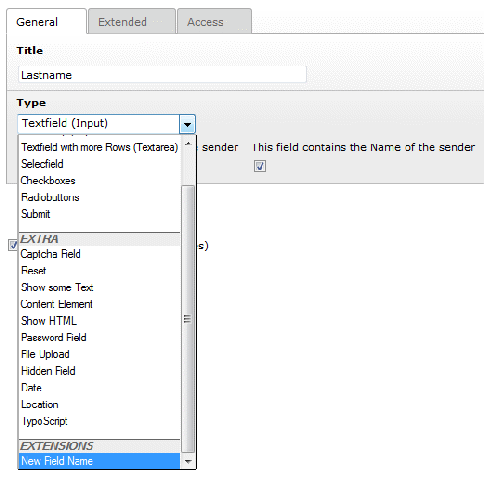 General Extended Access
Title
Lastname
Type
Textfield (Input)
Textfield with more Rows (Textarea) sender This field contains the Name of the sender
Selecfield
Checkboxes
Radiobuttons
Submit
EXTRA
Captcha Field
Reset
Show some Text
Content Element
Show HTML
Password Field
File Upload
Hidden Field
Date
Location
TypoScript
EXTENSIONS
New Field Name